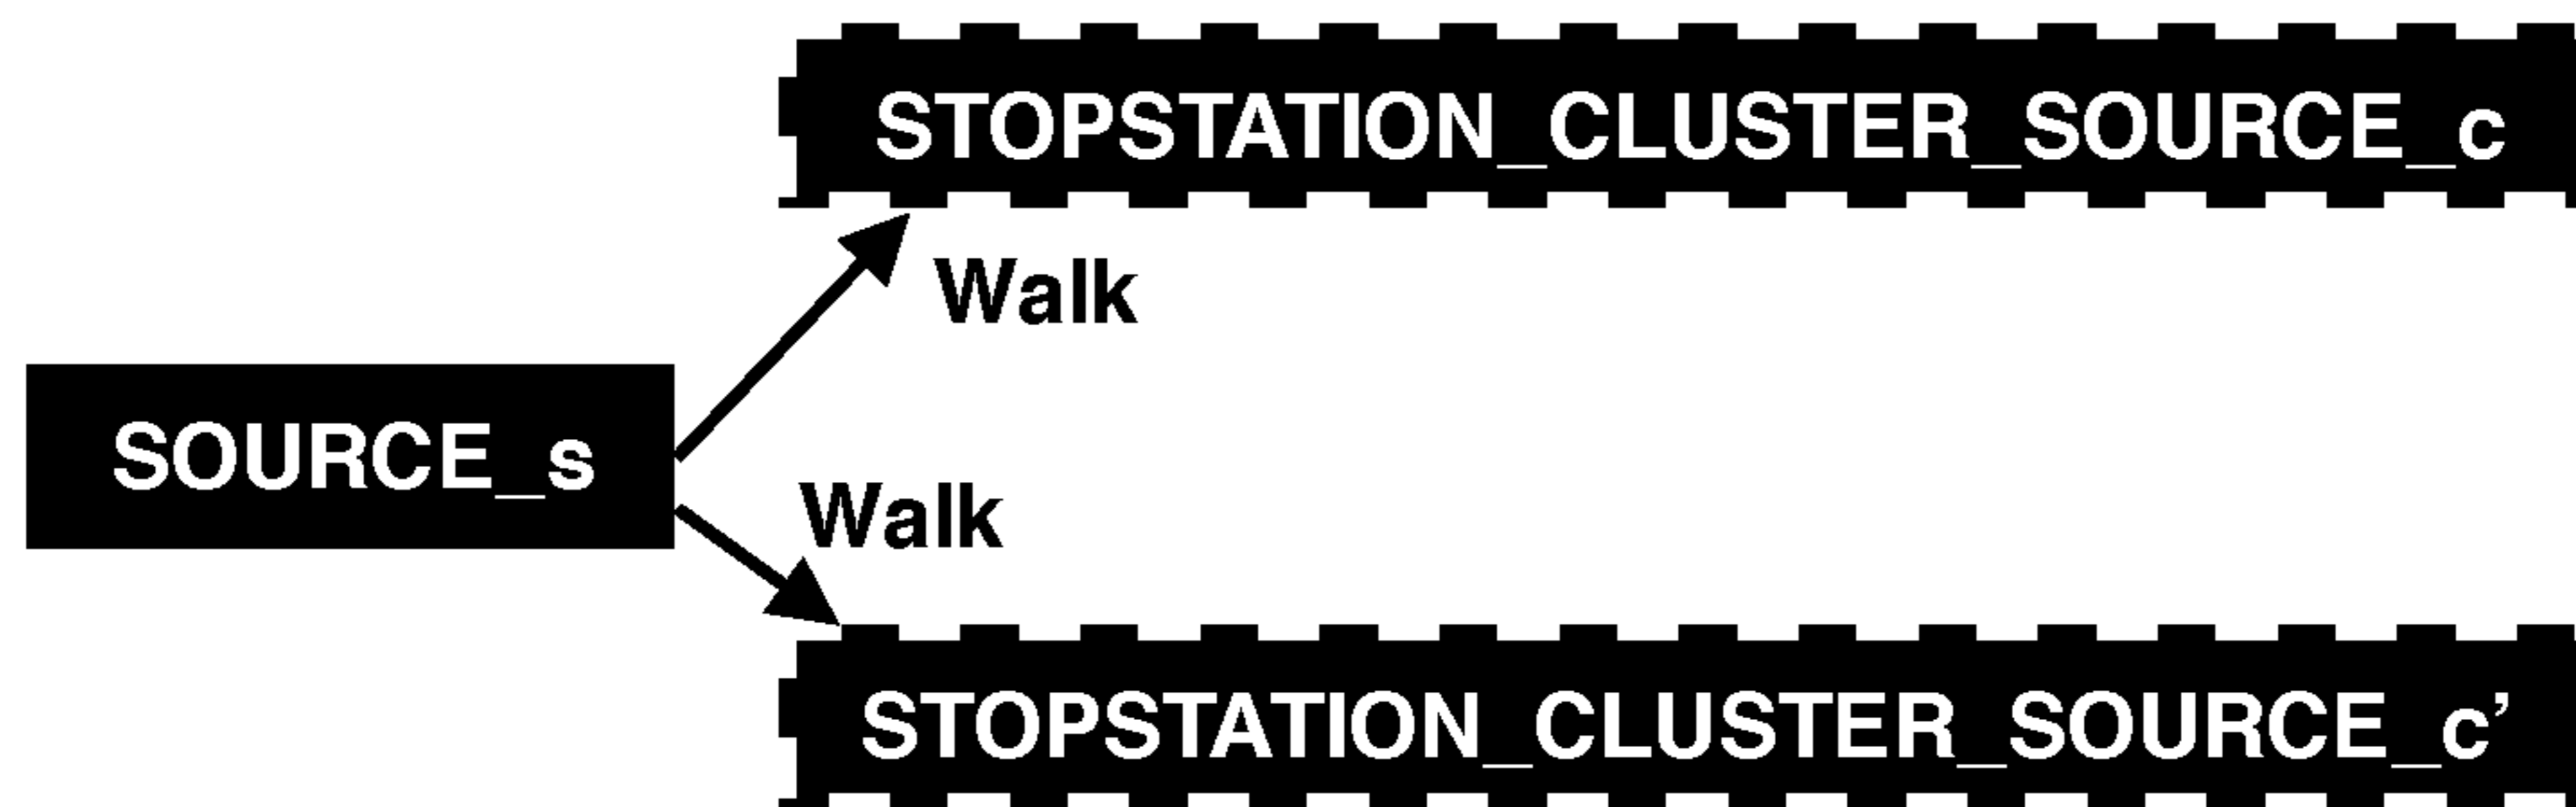 STOPSTATION_CLUSTER_SOURCE_c
Walk
SOURCE_s
Walk
STOPSTATION_CLUSTER_SOURCE_c’